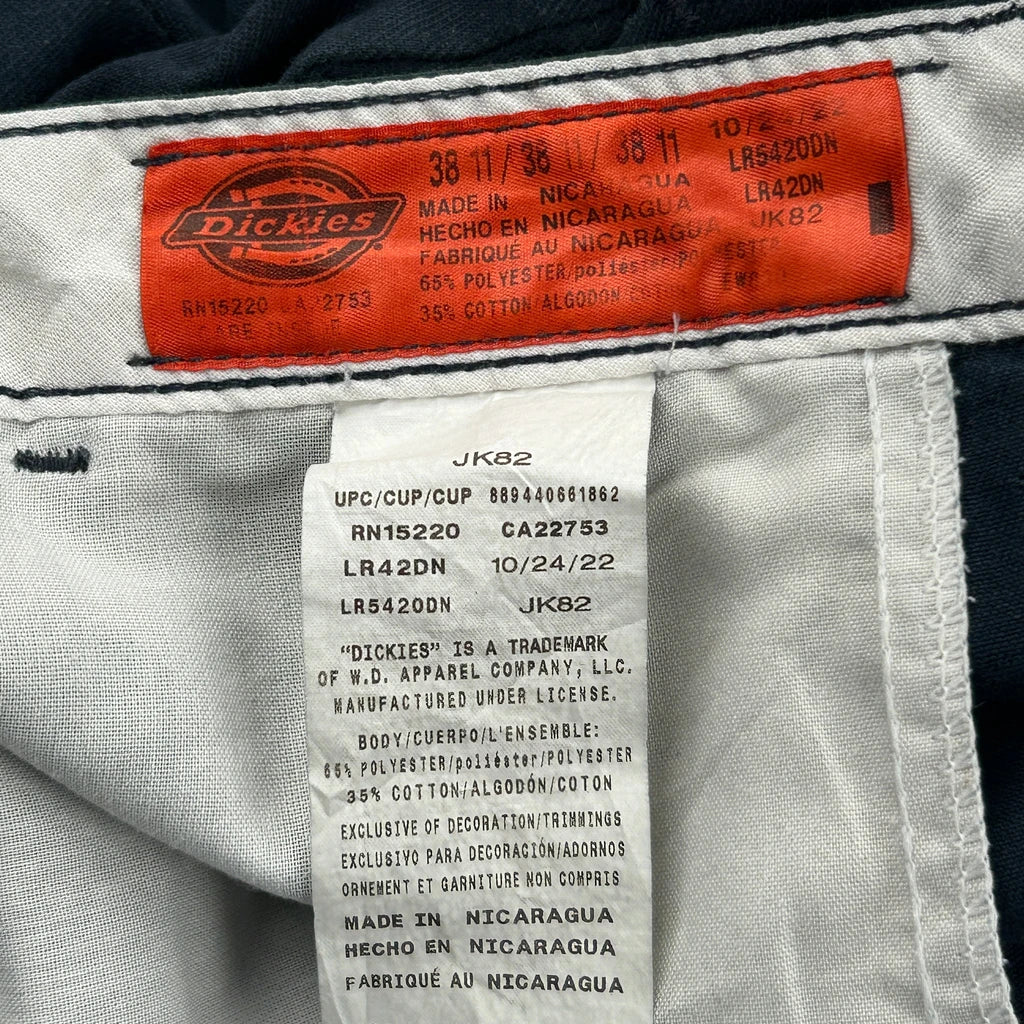 Dickies
RN15220 CA 2753
38 11 / 38 11 / 38 11
MADE IN NICARAGUA
HECHO EN NICARAGUA
FABRIQUÉ AU NICARAGUA
65% POLYESTER/poliéster
35% COTTON/ALGODON
LR5420DN
LR42DN
JK82
JK82
UPC/CUP/CUP 889440661862
RN15220 CA22753
LR42DN 10/24/22
LR5420DN JK82
"DICKIES" IS A TRADEMARK
OF W.D. APPAREL COMPANY, LLC.
MANUFACTURED UNDER LICENSE.
BODY/CUERPO/L'ENSEMBLE:
65% POLYESTER/poliéster/POLYESTER
35% COTTON/ALGODÓN/COTON
EXCLUSIVE OF DECORATION/TRIMMINGS
EXCLUSIVO PARA DECORACIÓN/ADORNOS
ORNEMENT ET GARNITURE NON COMPRIS
MADE IN NICARAGUA
HECHO EN NICARAGUA
FABRIQUÉ AU NICARAGUA